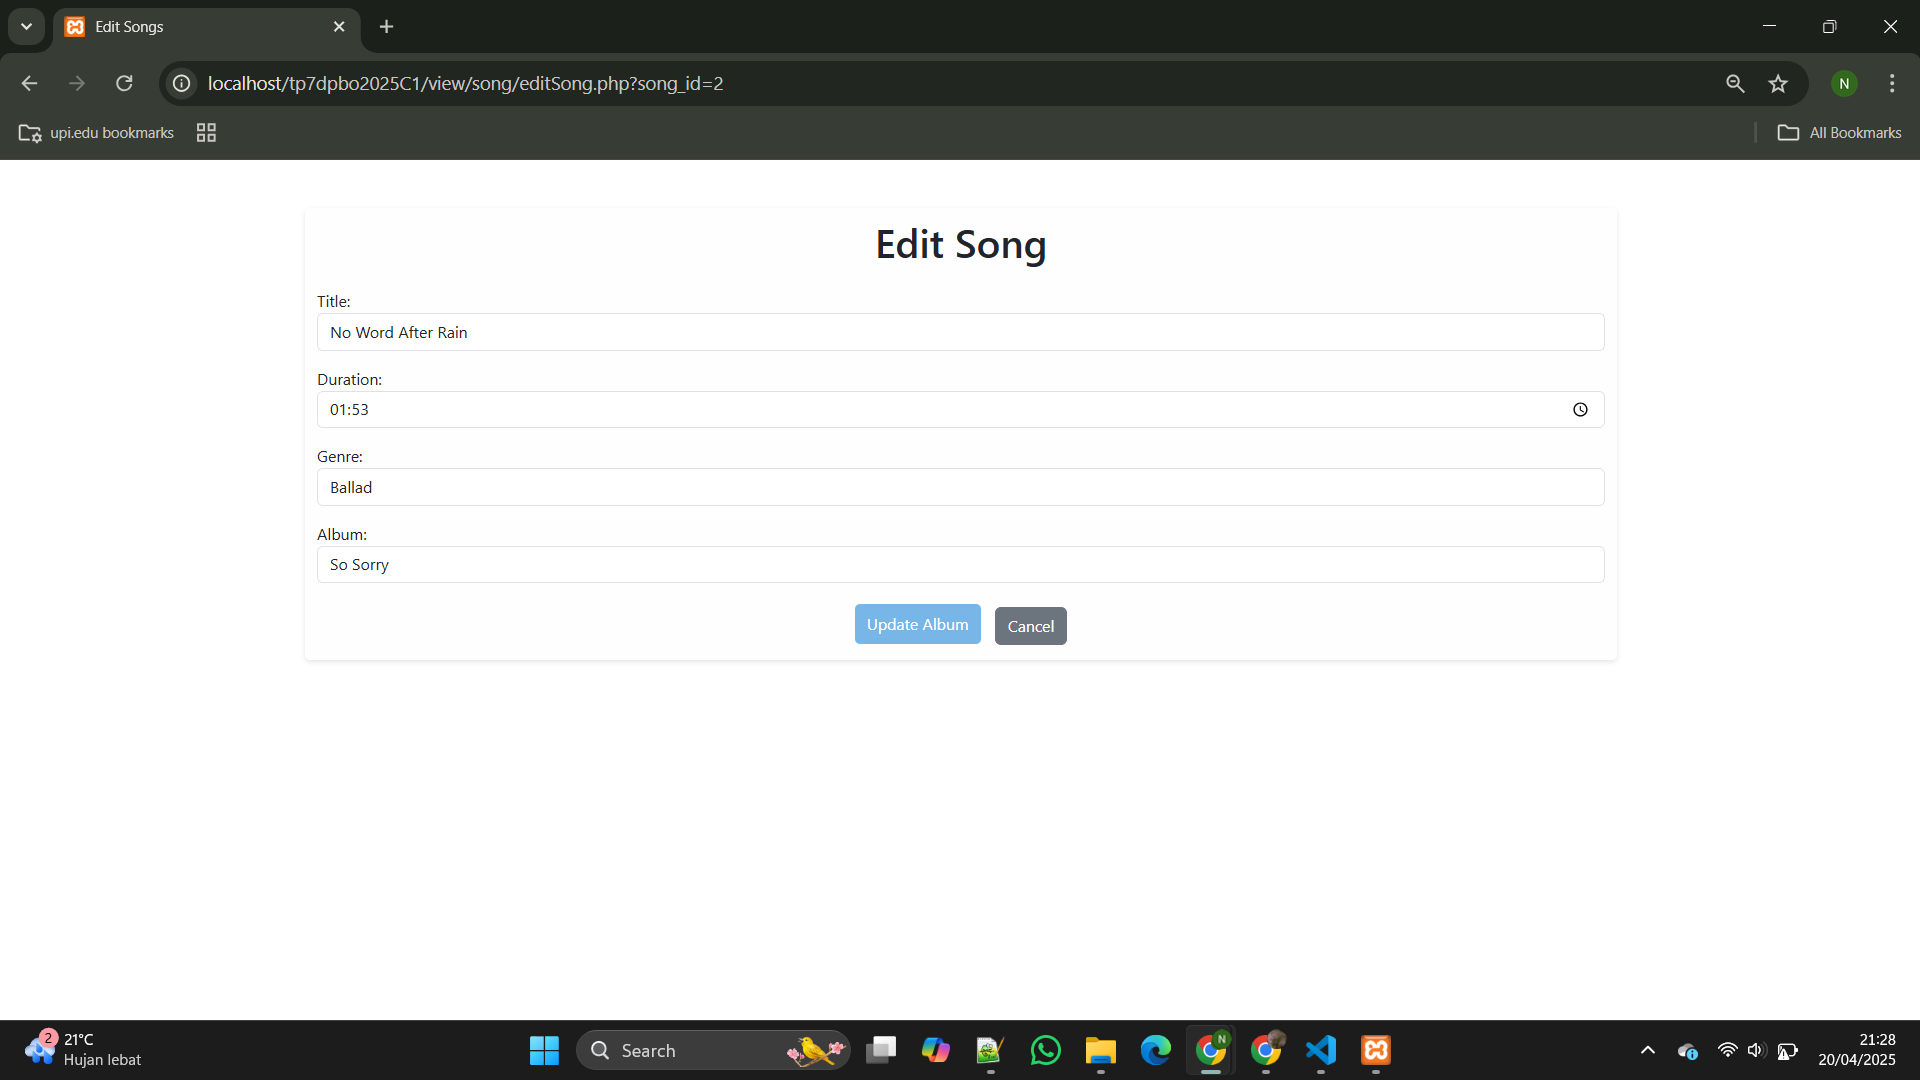 Edit Songs
localhost/tp7dpbo2025C1/view/song/editSong.php?song_id=2
N
upi.edu bookmarks
All Bookmarks
Edit Song
Title:
No Word After Rain
Duration:
01:53
Genre:
Ballad
Album:
So Sorry
Update Album
Cancel
2
21°C
Hujan lebat
Search
N
21:28
20/04/2025